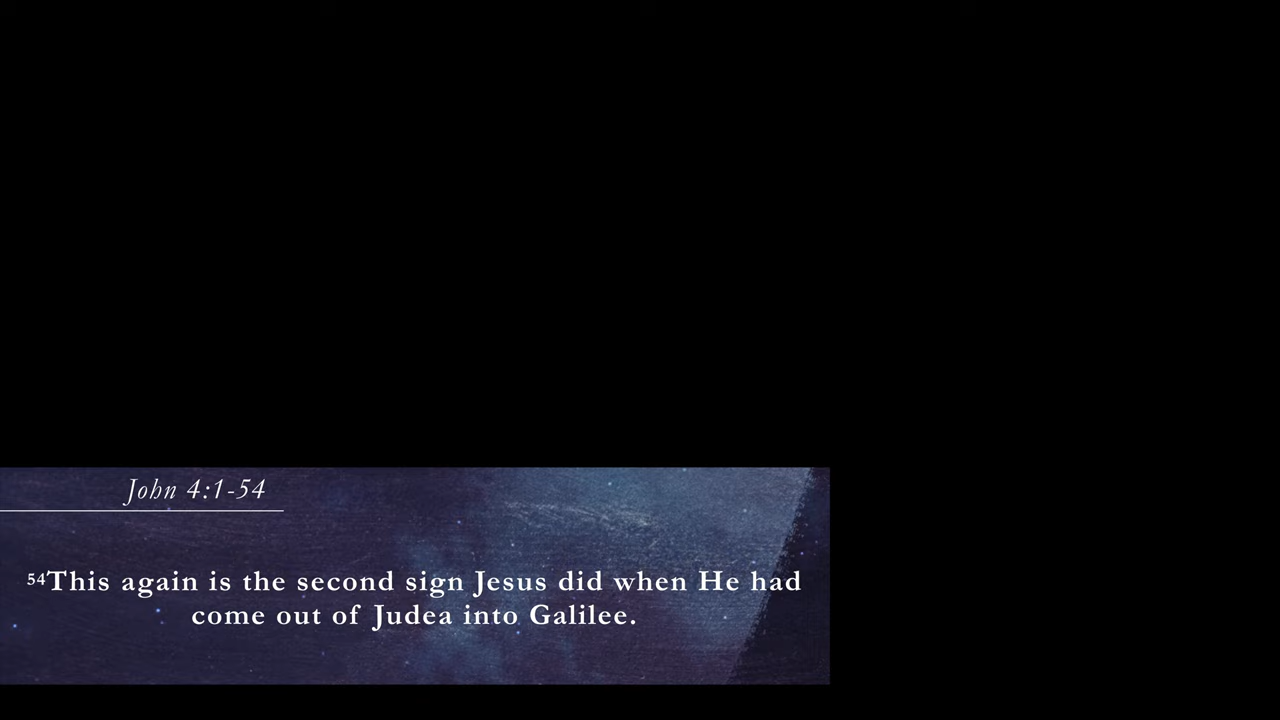 John 4:1-54
54This again is the second sign Jesus did when He had
come out of Judea into Galilee.